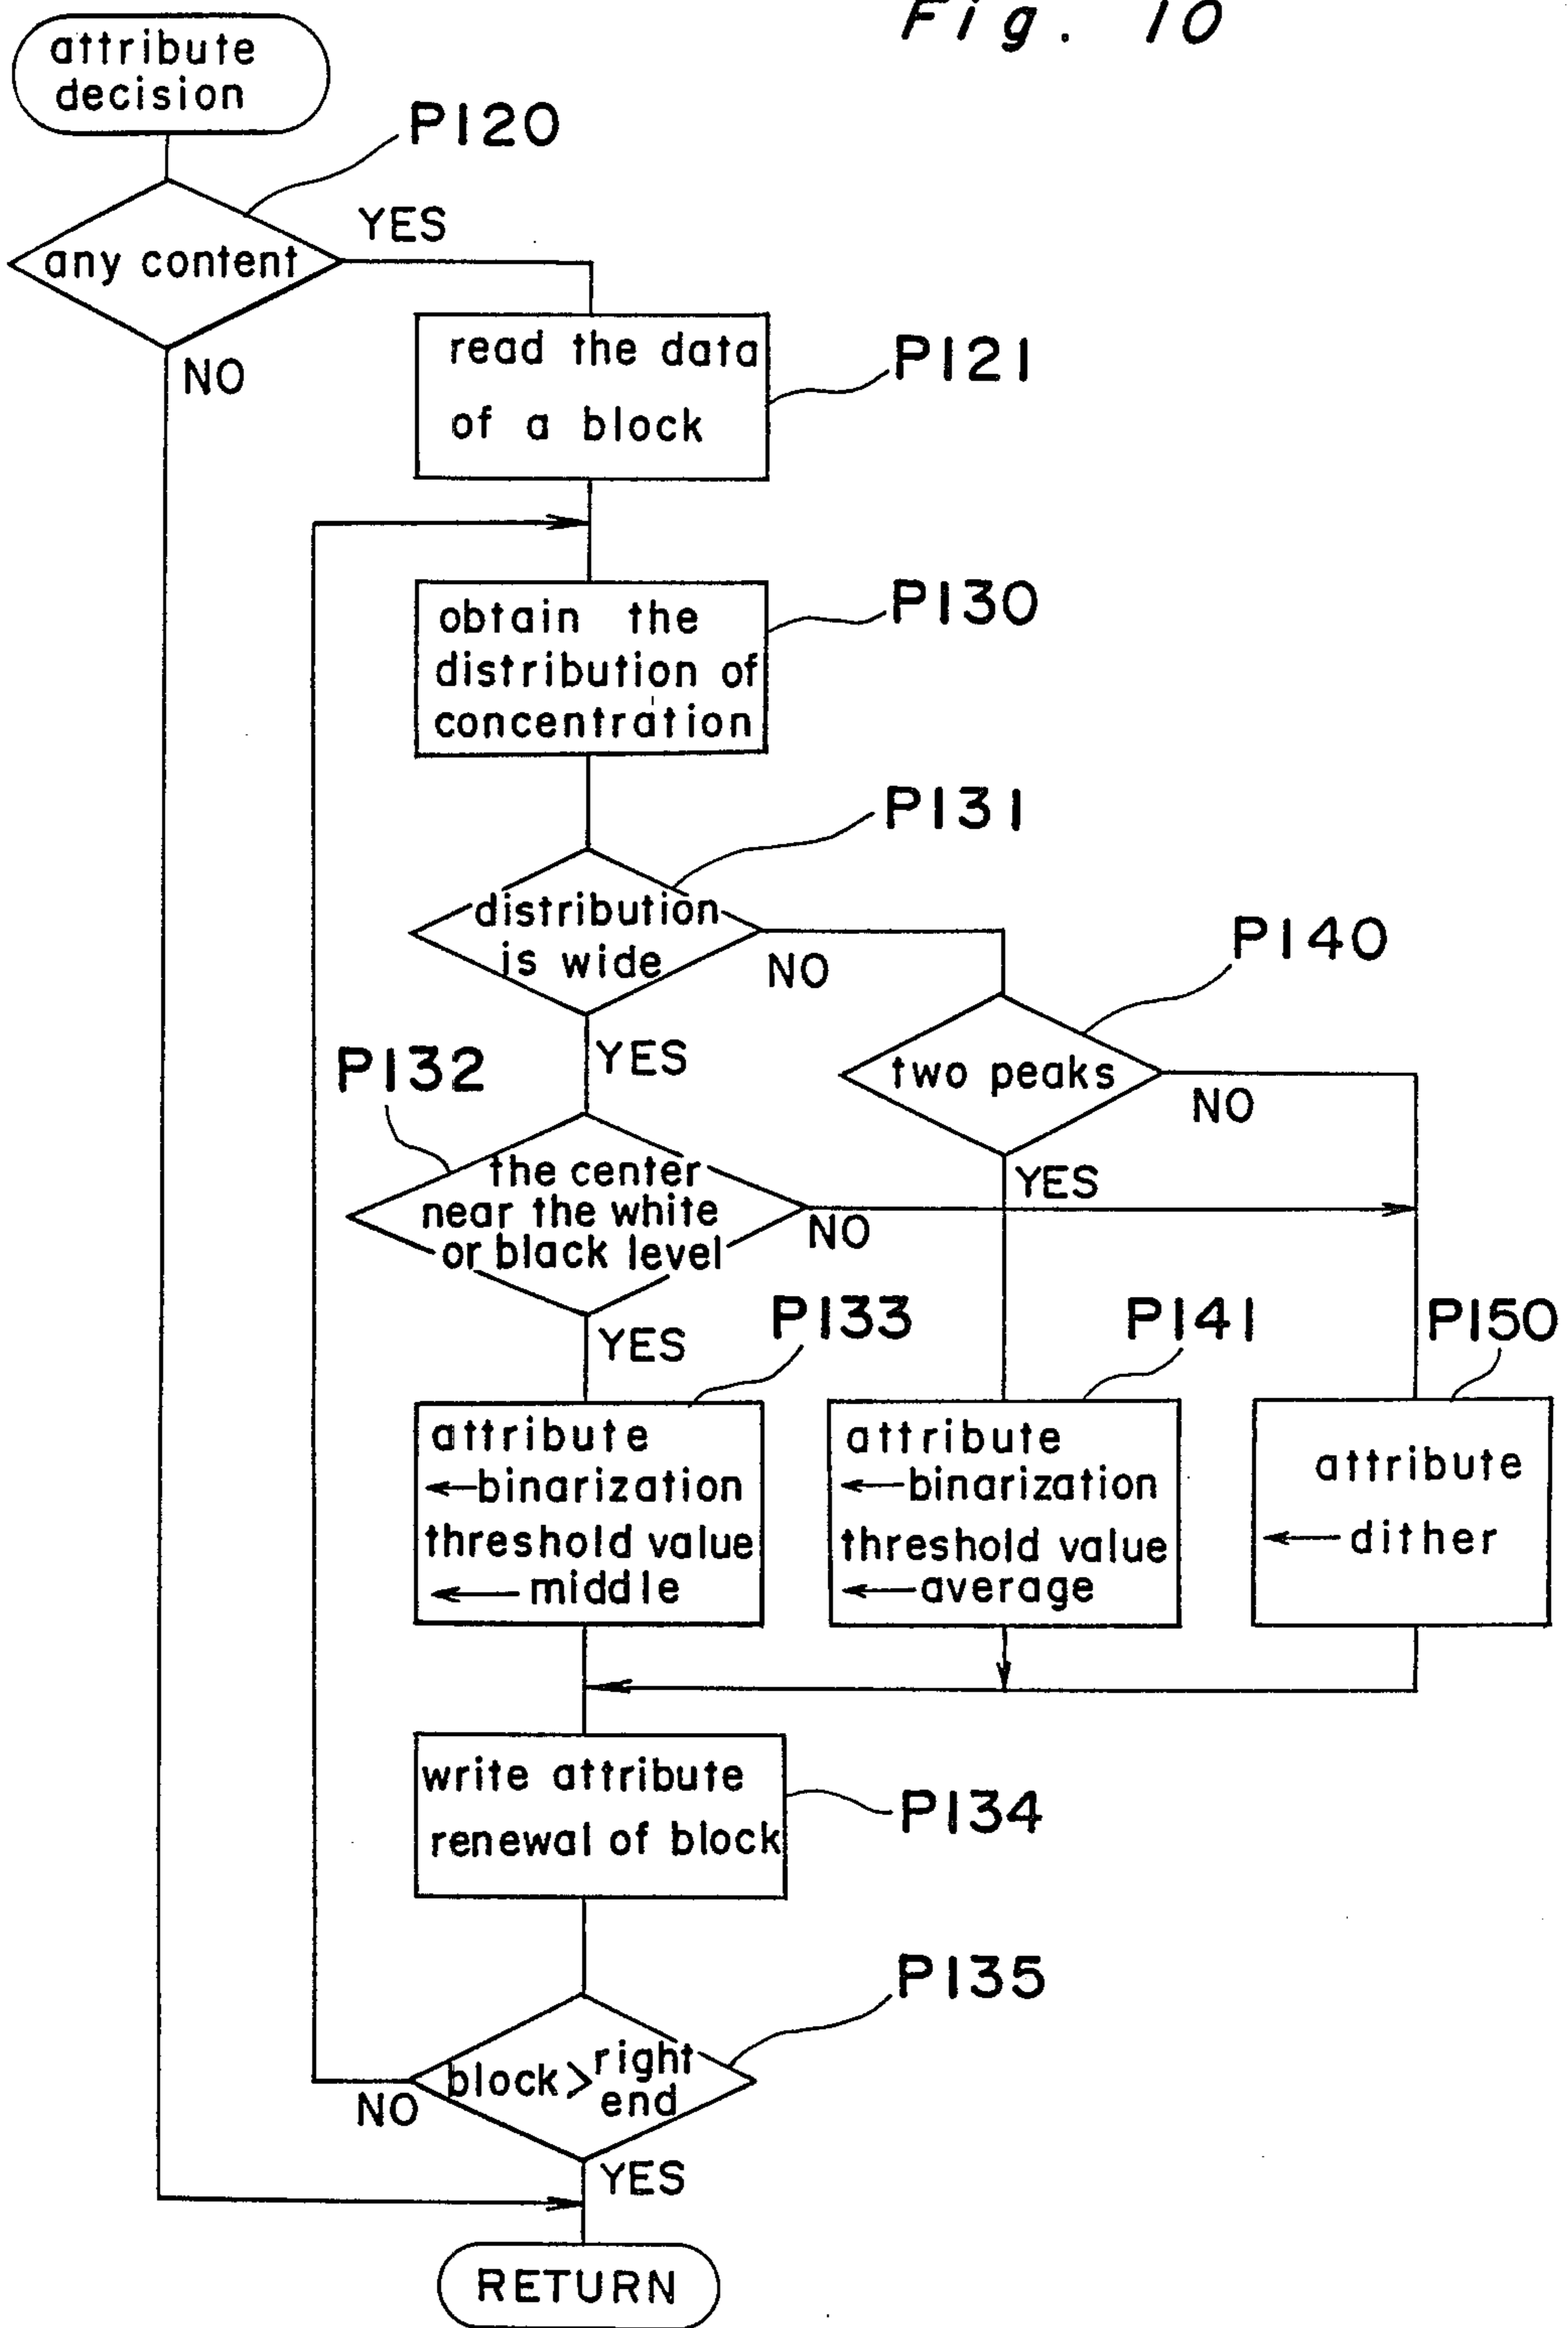 Fig. 10
attribute
decision
P120
any content
YES
NO
read the data
of a block
P121
obtain the
distribution of
concentration
P130
P131
distribution
is wide
NO
YES
P140
two peaks
NO
YES
P132
the center
near the white
or black level
NO
YES
P133
attribute
←binarization
threshold value
← middle
P141
attribute
←binarization
threshold value
←average
P150
attribute
← dither
write attribute
renewal of block
P134
P135
block > right
end
NO
YES
RETURN